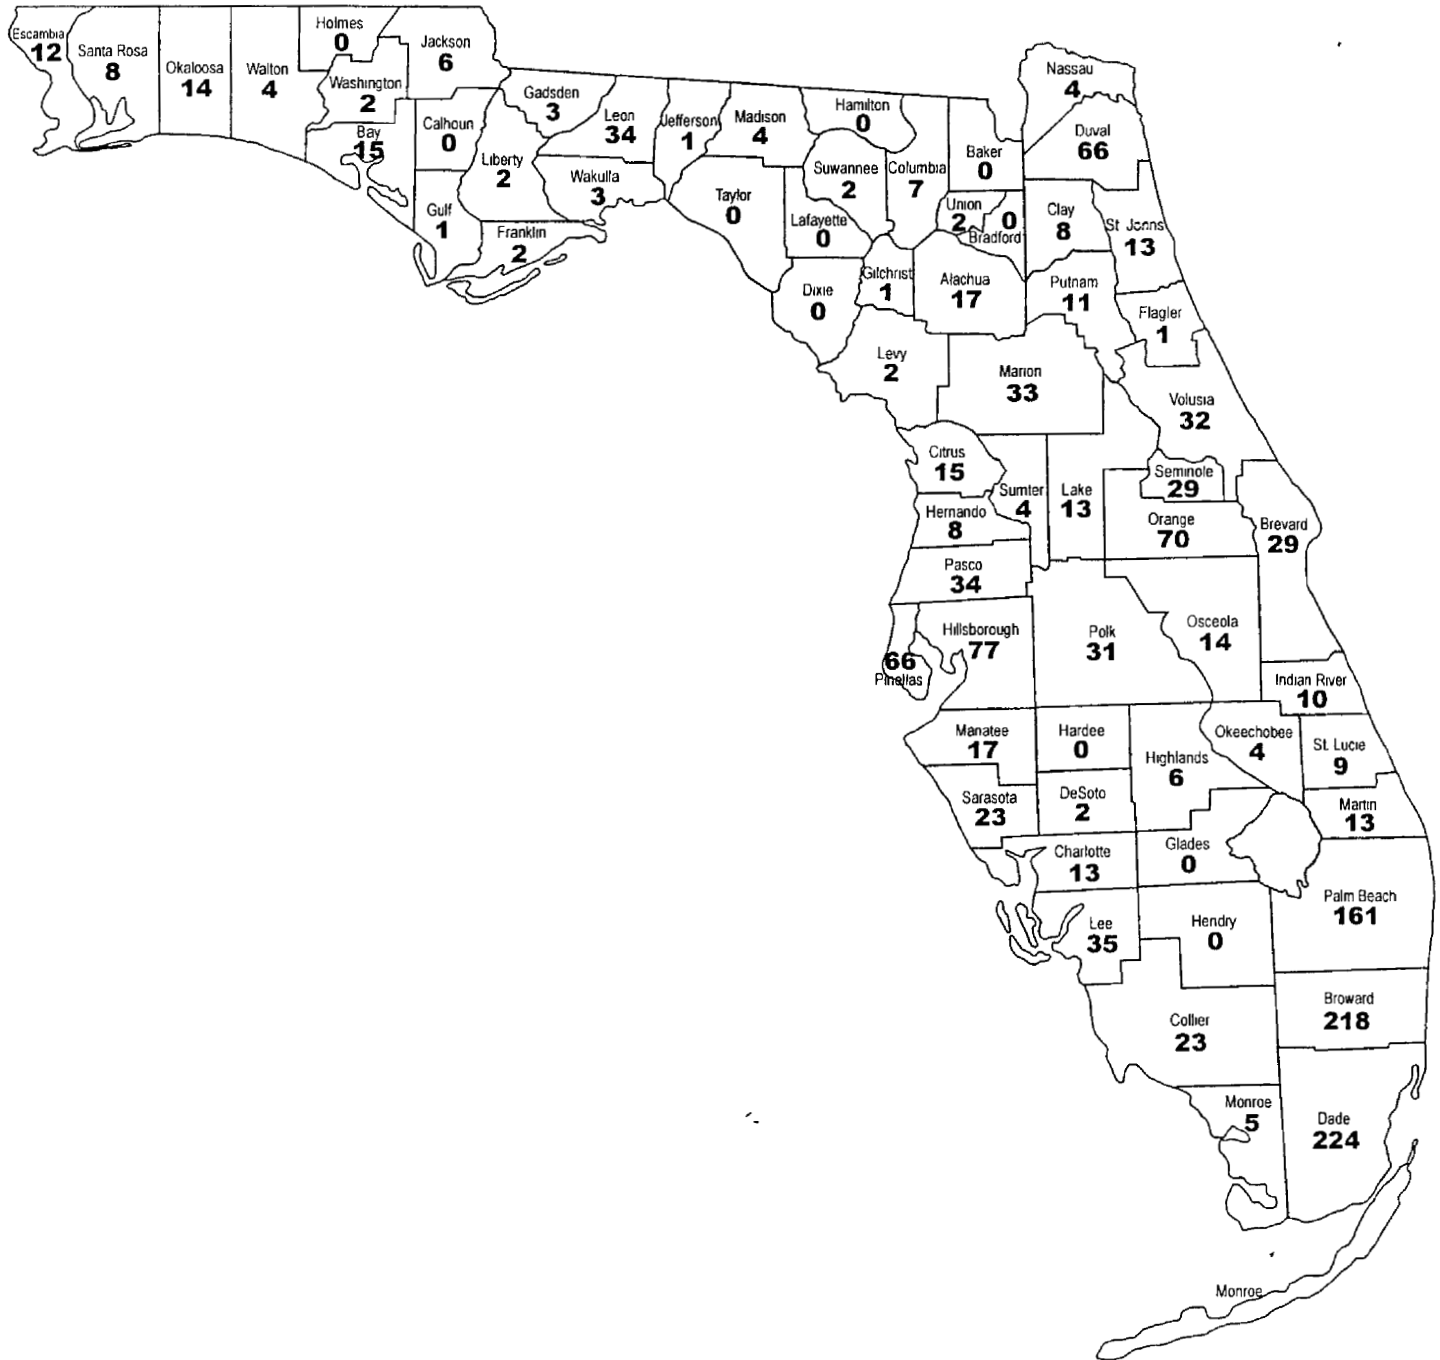 Escambia
12
Santa Rosa
8
Okaloosa
14
Walton
4
Holmes
0
Washington
2
Jackson
6
Bay
15
Calhoun
0
Gulf
1
Liberty
2
Gadsden
3
Franklin
2
Leon
34
Wakulla
3
Jefferson
1
Madison
4
Taylor
0
Hamilton
0
Suwannee
2
Lafayette
0
Dixie
0
Columbia
7
Gilchrist
1
Baker
0
Union
2
0
Bradford
Alachua
17
Levy
2
Nassau
4
Duval
66
Clay
8
St Johns
13
Putnam
11
Flagler
1
Marion
33
Volusia
32
Citrus
15
Sumter
4
Lake
13
Seminole
29
Hernando
8
Orange
70
Brevard
29
Pasco
34
Hillsborough
77
66
Pinellas
Polk
31
Osceola
14
Indian River
10
Manatee
17
Hardee
0
Highlands
6
Okeechobee
4
St. Lucie
9
Sarasota
23
DeSoto
2
Martin
13
Charlotte
13
Glades
0
Palm Beach
161
Lee
35
Hendry
0
Broward
218
Collier
23
Monroe
5
Dade
224
Monroe